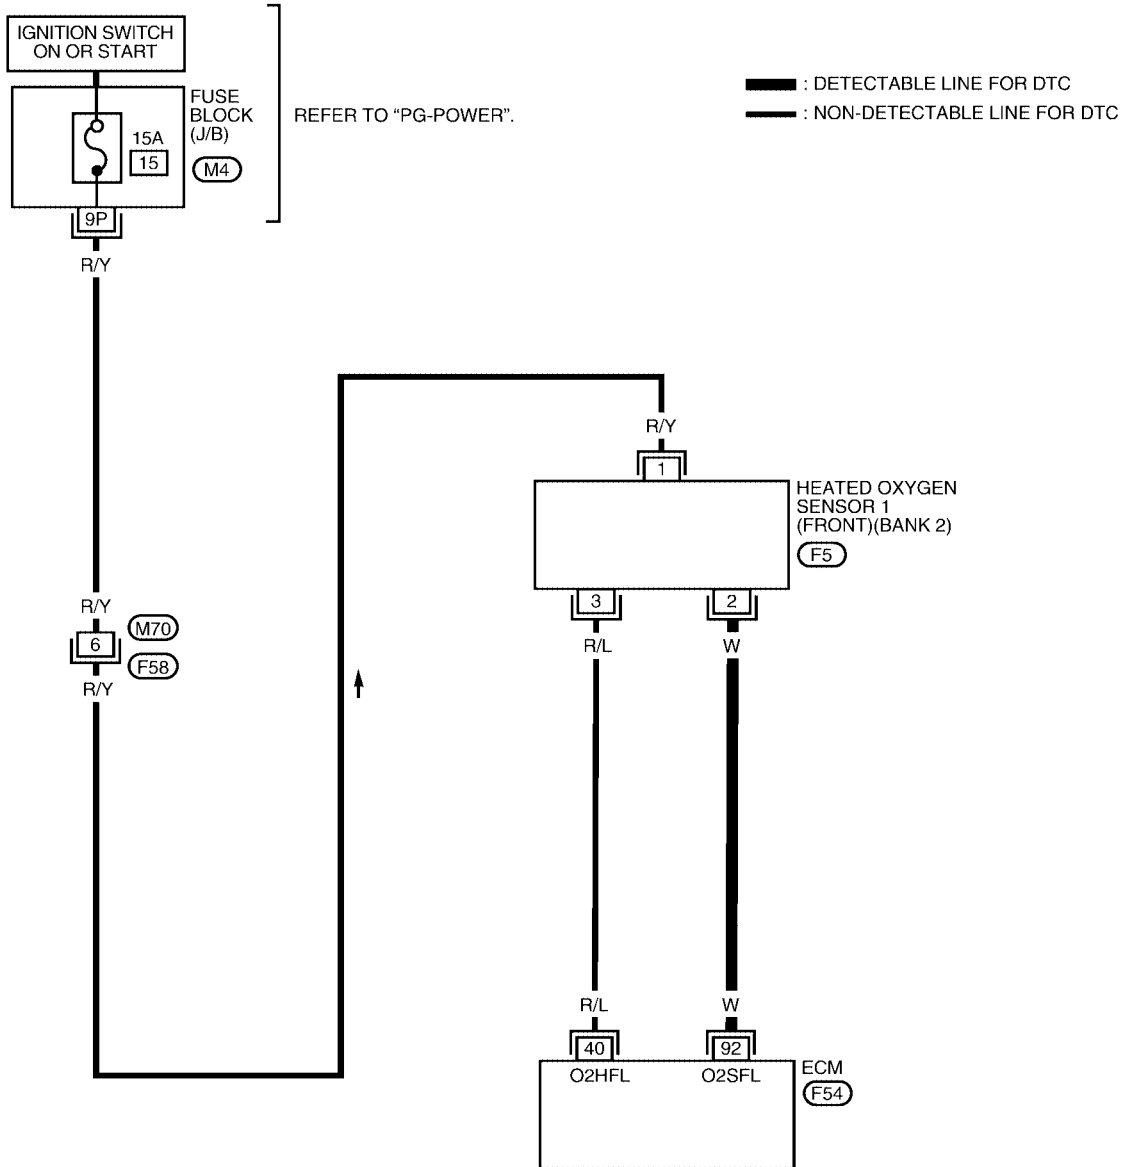 IGNITION SWITCH
ON OR START
FUSE
BLOCK
(J/B)
15A
15
M4
REFER TO “PG-POWER”.
: DETECTABLE LINE FOR DTC
: NON-DETECTABLE LINE FOR DTC
9P
R/Y
R/Y
1
HEATED OXYGEN
SENSOR 1
(FRONT)(BANK 2)
F5
3
2
R/Y
M70
6
F58
R/Y
R/L
W
R/L
W
40
92
O2HFL
O2SFL
ECM
F54